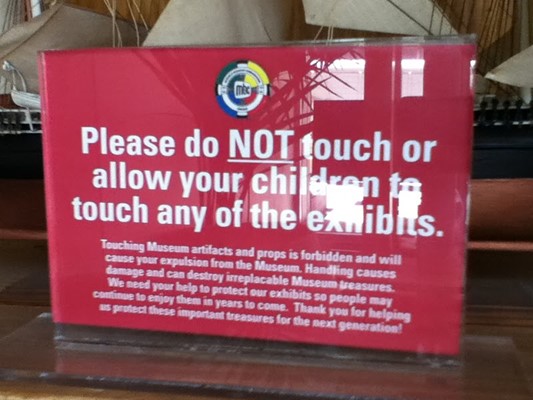 mbc
Please do NOT touch or
allow your children to
touch any of the exhibits.
Touching Museum artifacts and props is forbidden and will
cause your expulsion from the Museum. Handling causes
damage and can destroy irreplacable Museum treasures.
We need your help to protect our exhibits so people may
continue to enjoy them in years to come. Thank you for helping
us protect these important treasures for the next generation!